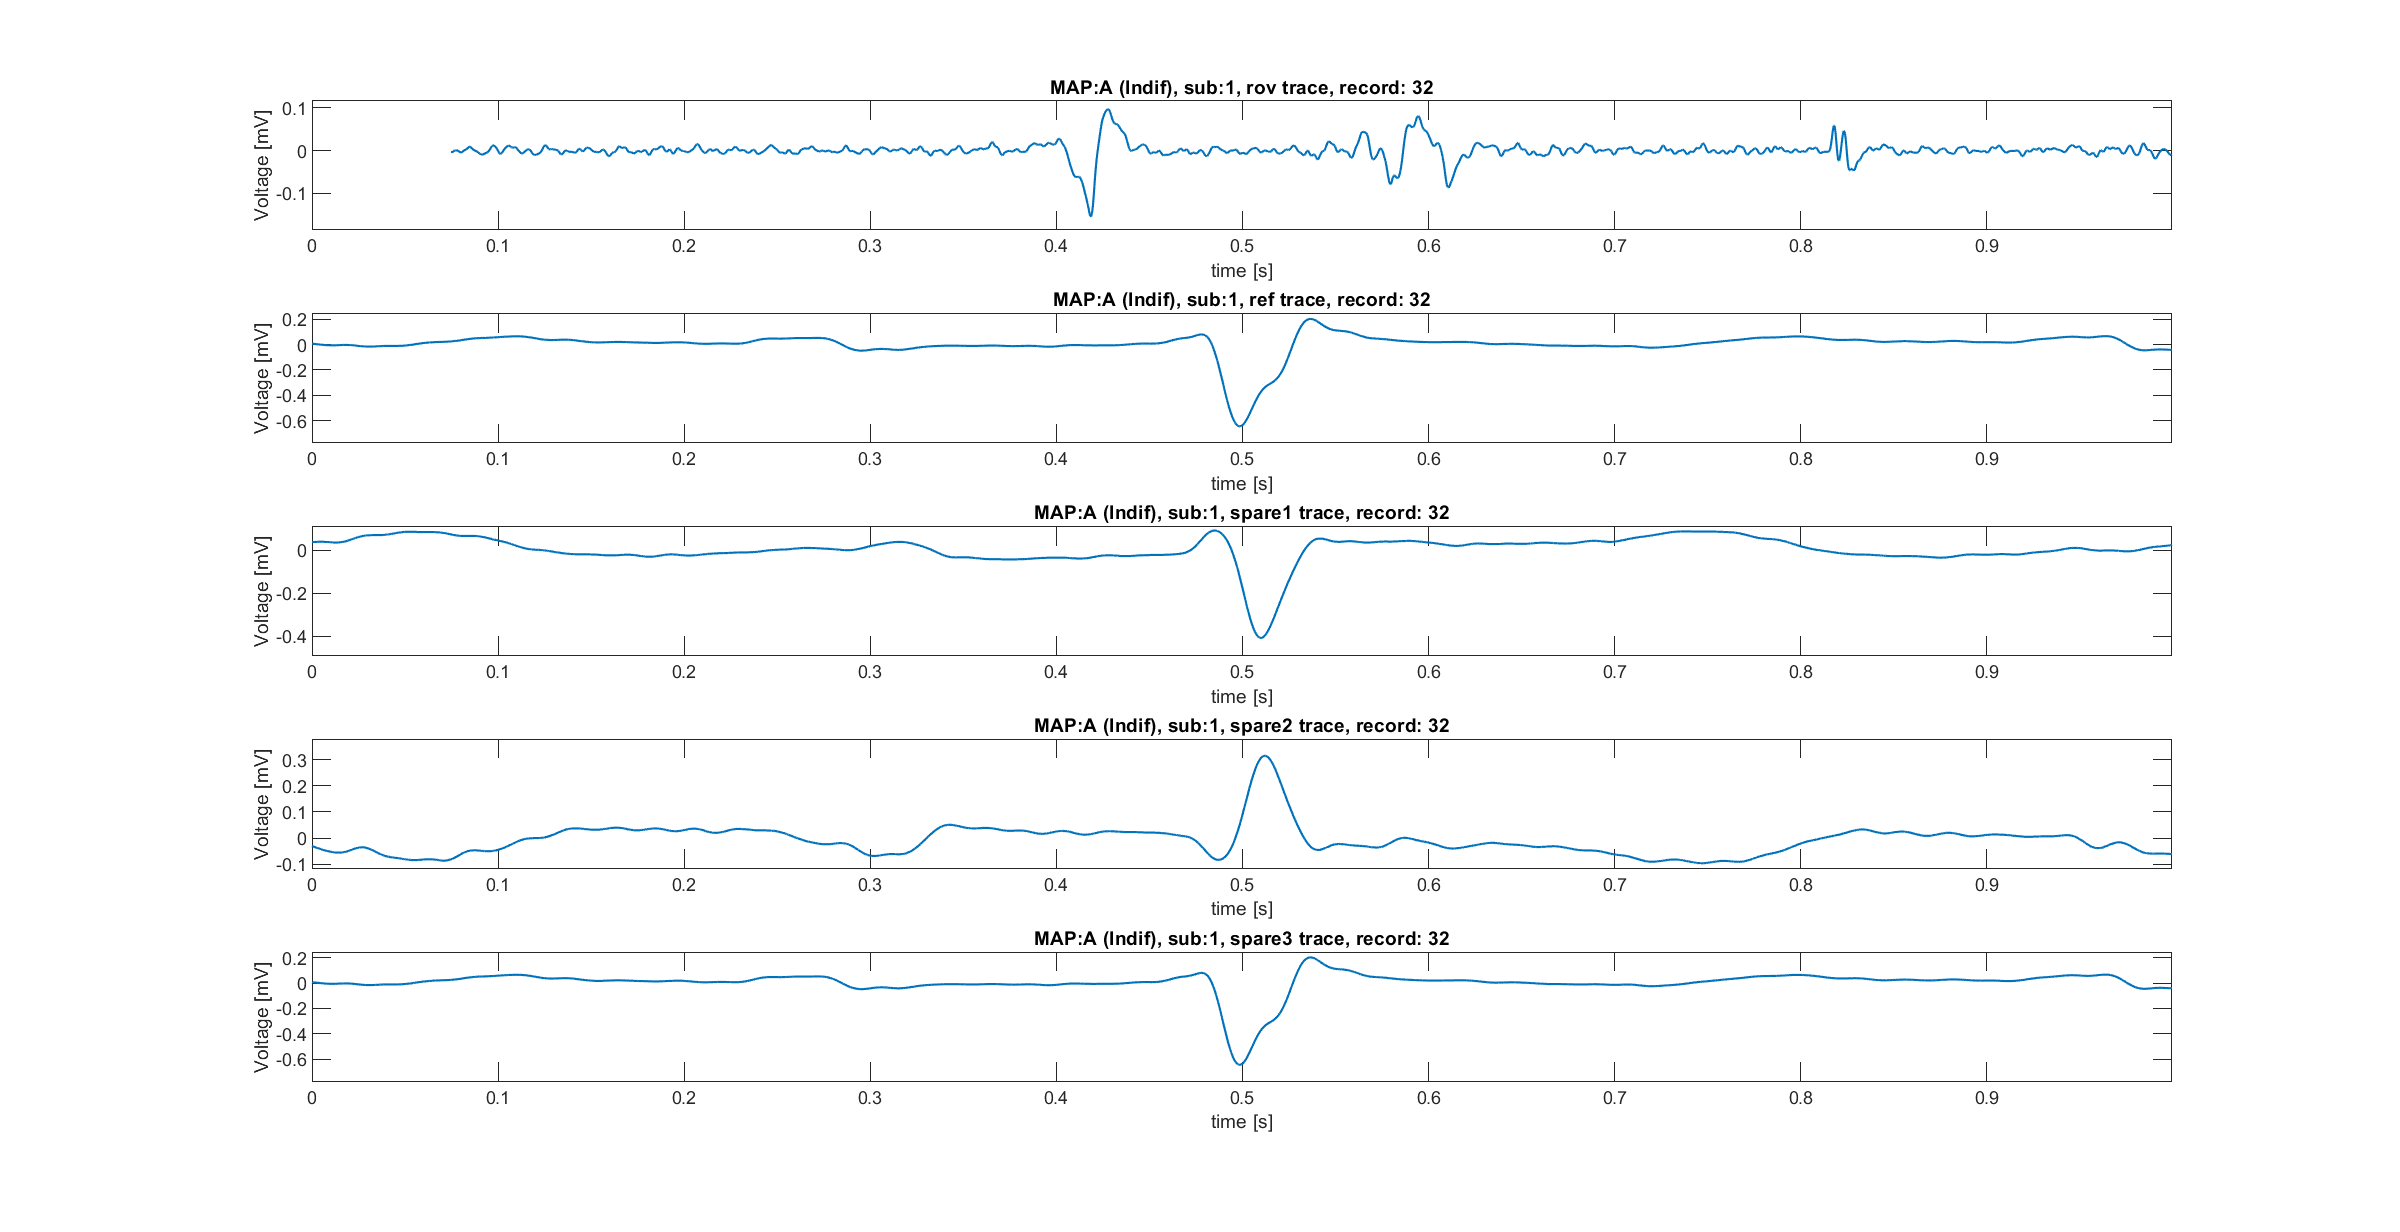 MAP:A (Indif), sub:1, rov trace, record: 32
Voltage [mV]
0.1
0
-0.1
0 0.1 0.2 0.3 0.4 0.5 0.6 0.7 0.8 0.9
time [s]
MAP:A (Indif), sub:1, ref trace, record: 32
Voltage [mV]
0.2
0
-0.2
-0.4
-0.6
0 0.1 0.2 0.3 0.4 0.5 0.6 0.7 0.8 0.9
time [s]
MAP:A (Indif), sub:1, spare1 trace, record: 32
Voltage [mV]
0
-0.2
-0.4
0 0.1 0.2 0.3 0.4 0.5 0.6 0.7 0.8 0.9
time [s]
MAP:A (Indif), sub:1, spare2 trace, record: 32
Voltage [mV]
0.3
0.2
0.1
0
-0.1
0 0.1 0.2 0.3 0.4 0.5 0.6 0.7 0.8 0.9
time [s]
MAP:A (Indif), sub:1, spare3 trace, record: 32
Voltage [mV]
0.2
0
-0.2
-0.4
-0.6
0 0.1 0.2 0.3 0.4 0.5 0.6 0.7 0.8 0.9
time [s]